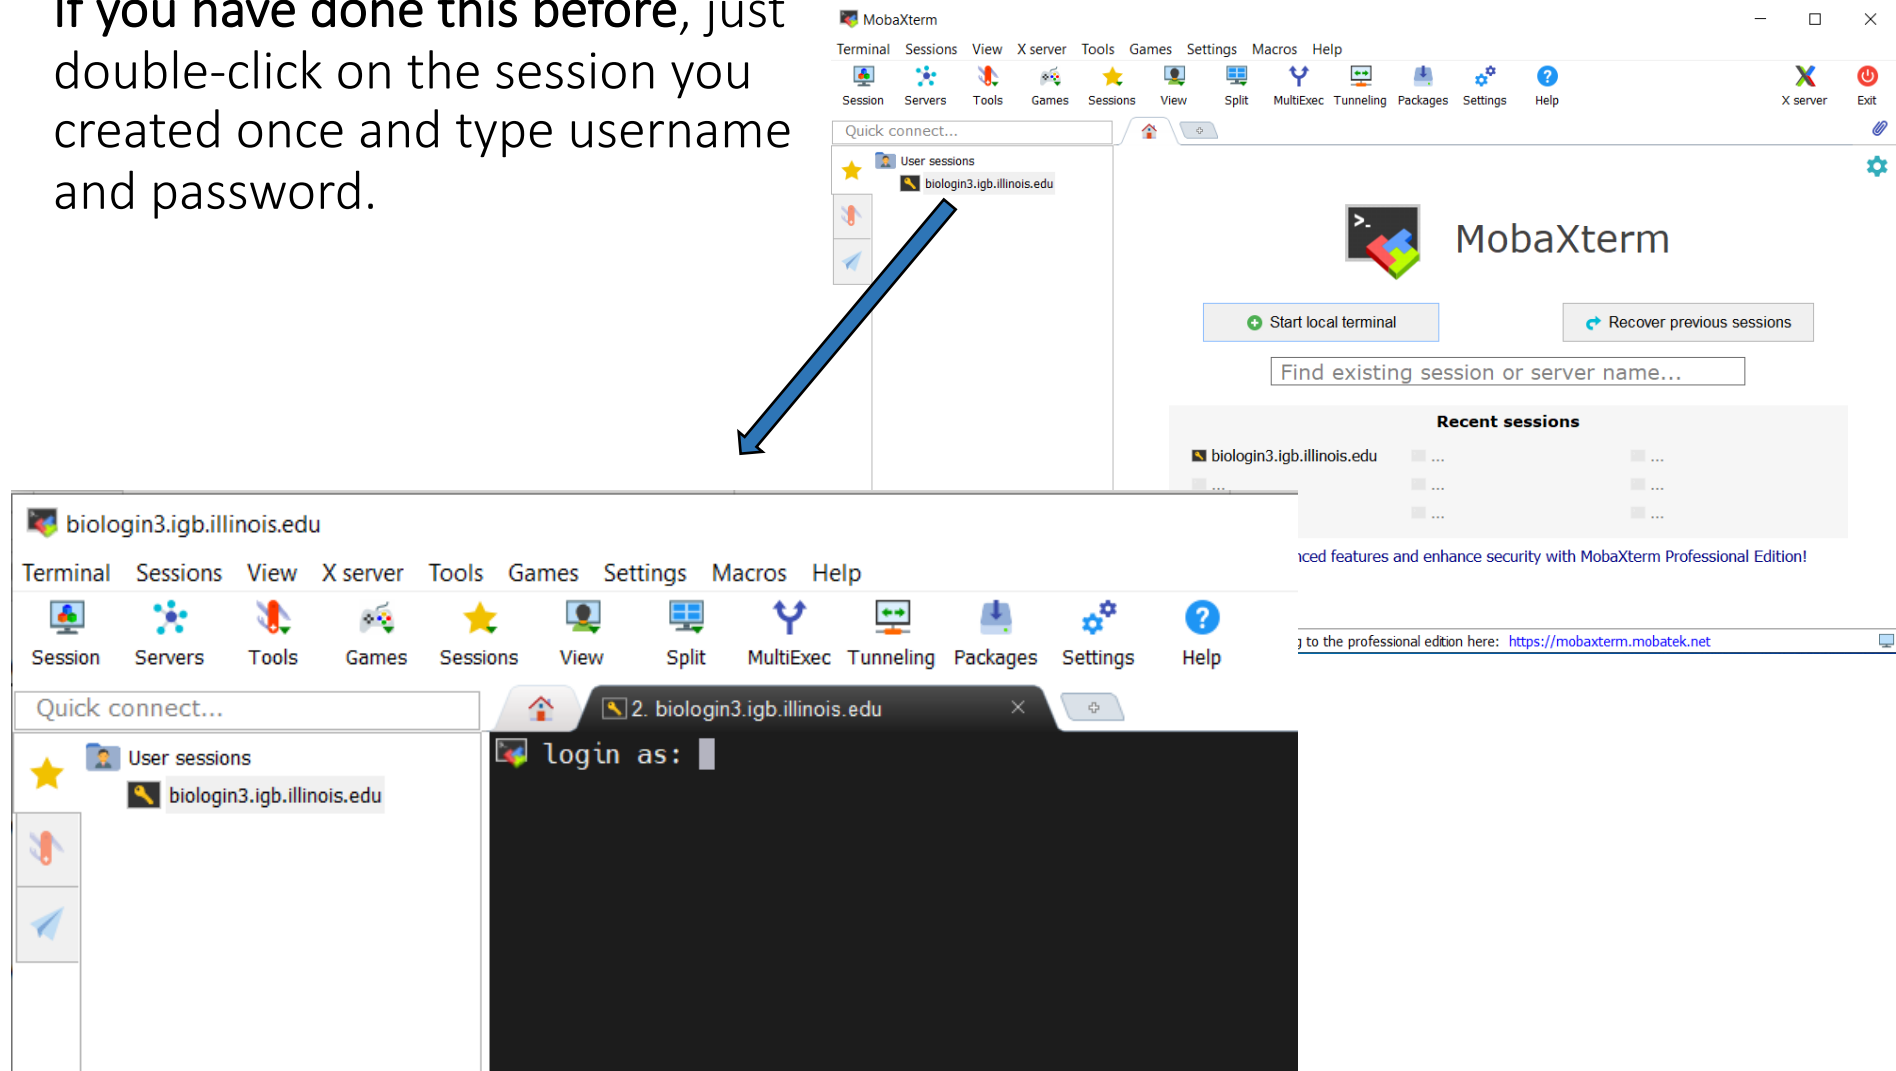 If you have done this before, just
double-click on the session you
created once and type username
and password.
MobaXterm
Terminal Sessions View X server Tools Games Settings Macros Help
Session Servers Tools Games Sessions View Split MultiExec Tunneling Packages Settings Help X server Exit
Quick connect...
User sessions
biologin3.igb.illinois.edu
>_
MobaXterm
Start local terminal
Recover previous sessions
Find existing session or server name...
Recent sessions
biologin3.igb.illinois.edu ... ...
... ... ...
... ...
nced features and enhance security with MobaXterm Professional Edition!
g to the professional edition here: https://mobaxterm.mobatek.net
biologin3.igb.illinois.edu
Terminal Sessions View X server Tools Games Settings Macros Help
Session Servers Tools Games Sessions View Split MultiExec Tunneling Packages Settings Help
Quick connect...
2. biologin3.igb.illinois.edu
User sessions
biologin3.igb.illinois.edu
login as: